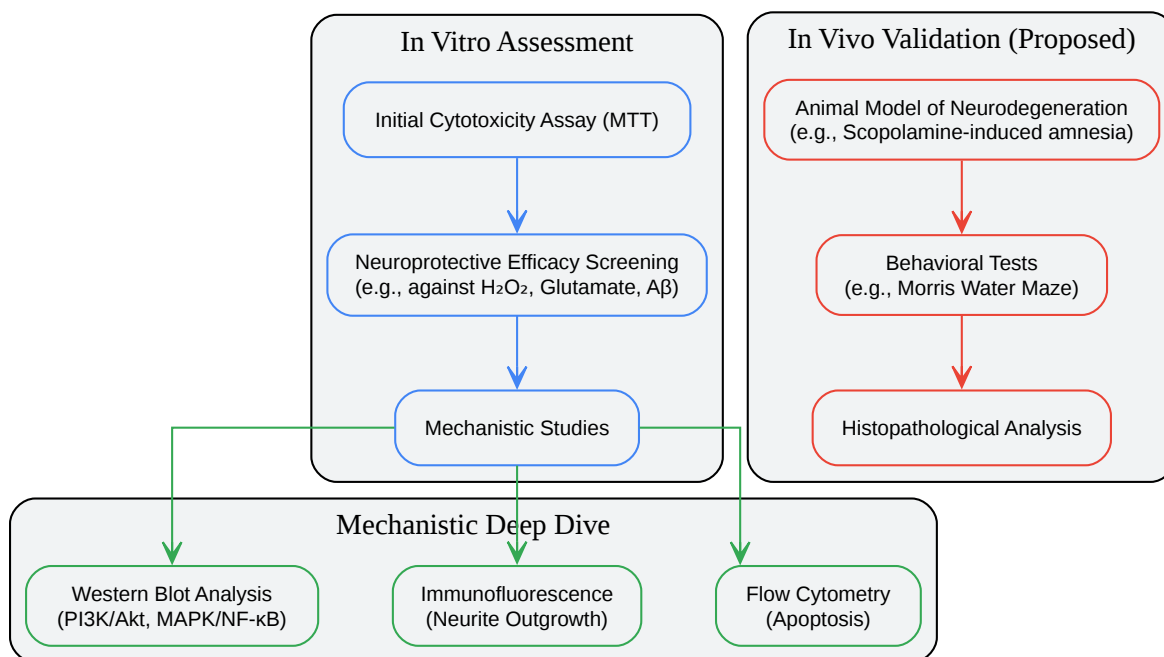 In Vitro Assessment
Initial Cytotoxicity Assay (MTT)
Neuroprotective Efficacy Screening
(e.g., against H₂O₂, Glutamate, Aβ)
Mechanistic Studies
In Vivo Validation (Proposed)
Animal Model of Neurodegeneration
(e.g., Scopolamine-induced amnesia)
Behavioral Tests
(e.g., Morris Water Maze)
Histopathological Analysis
Mechanistic Deep Dive
Western Blot Analysis
(PI3K/Akt, MAPK/NF-κB)
Immunofluorescence
(Neurite Outgrowth)
Flow Cytometry
(Apoptosis)